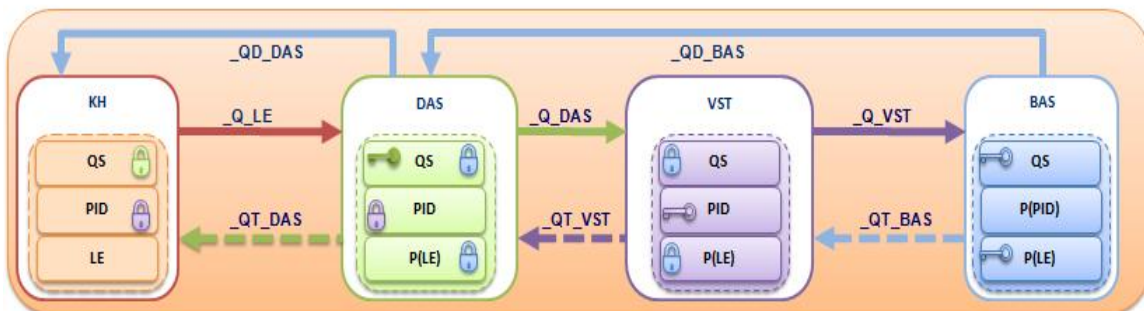 _QD_DAS
_QD_BAS
KH
DAS
VST
BAS
_Q_LE
_Q_DAS
_Q_VST
QS
QS
QS
QS
PID
PID
PID
P(PID)
_QT_DAS
_QT_VST
_QT_BAS
LE
P(LE)
P(LE)
P(LE)